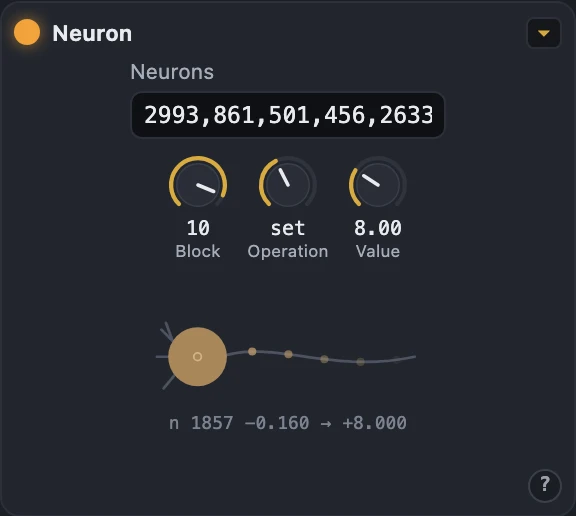 Neuron
Neurons
2993,861,501,456,2633
10 set 8.00
Block Operation Value
n 1857 −0.160 → +8.000
?